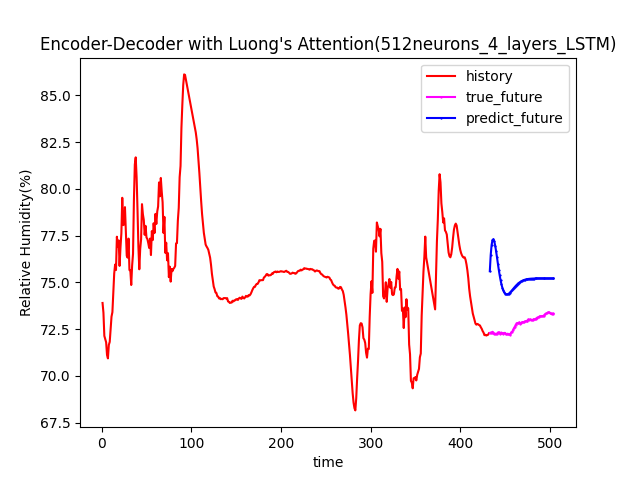 Encoder-Decoder with Luong's Attention(512neurons_4_layers_LSTM)
history
true_future
predict_future
Relative Humidity(%)
85.0
82.5
80.0
77.5
75.0
72.5
70.0
67.5
0 100 200 300 400 500
time